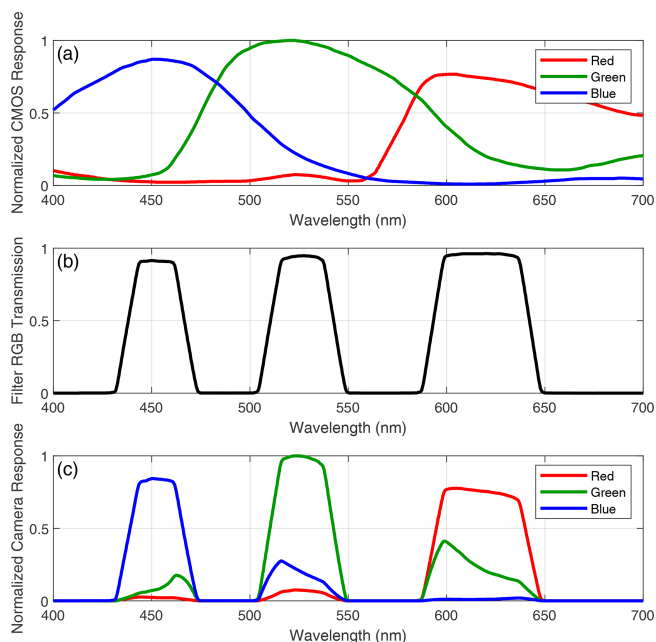 (a)
Normalized CMOS Response
1
0.5
0
Red
Green
Blue
400 450 500 550 600 650 700
Wavelength (nm)
(b)
Filter RGB Transmission
1
0.5
0
400 450 500 550 600 650 700
Wavelength (nm)
(c)
Normalized Camera Response
1
0.5
0
Red
Green
Blue
400 450 500 550 600 650 700
Wavelength (nm)